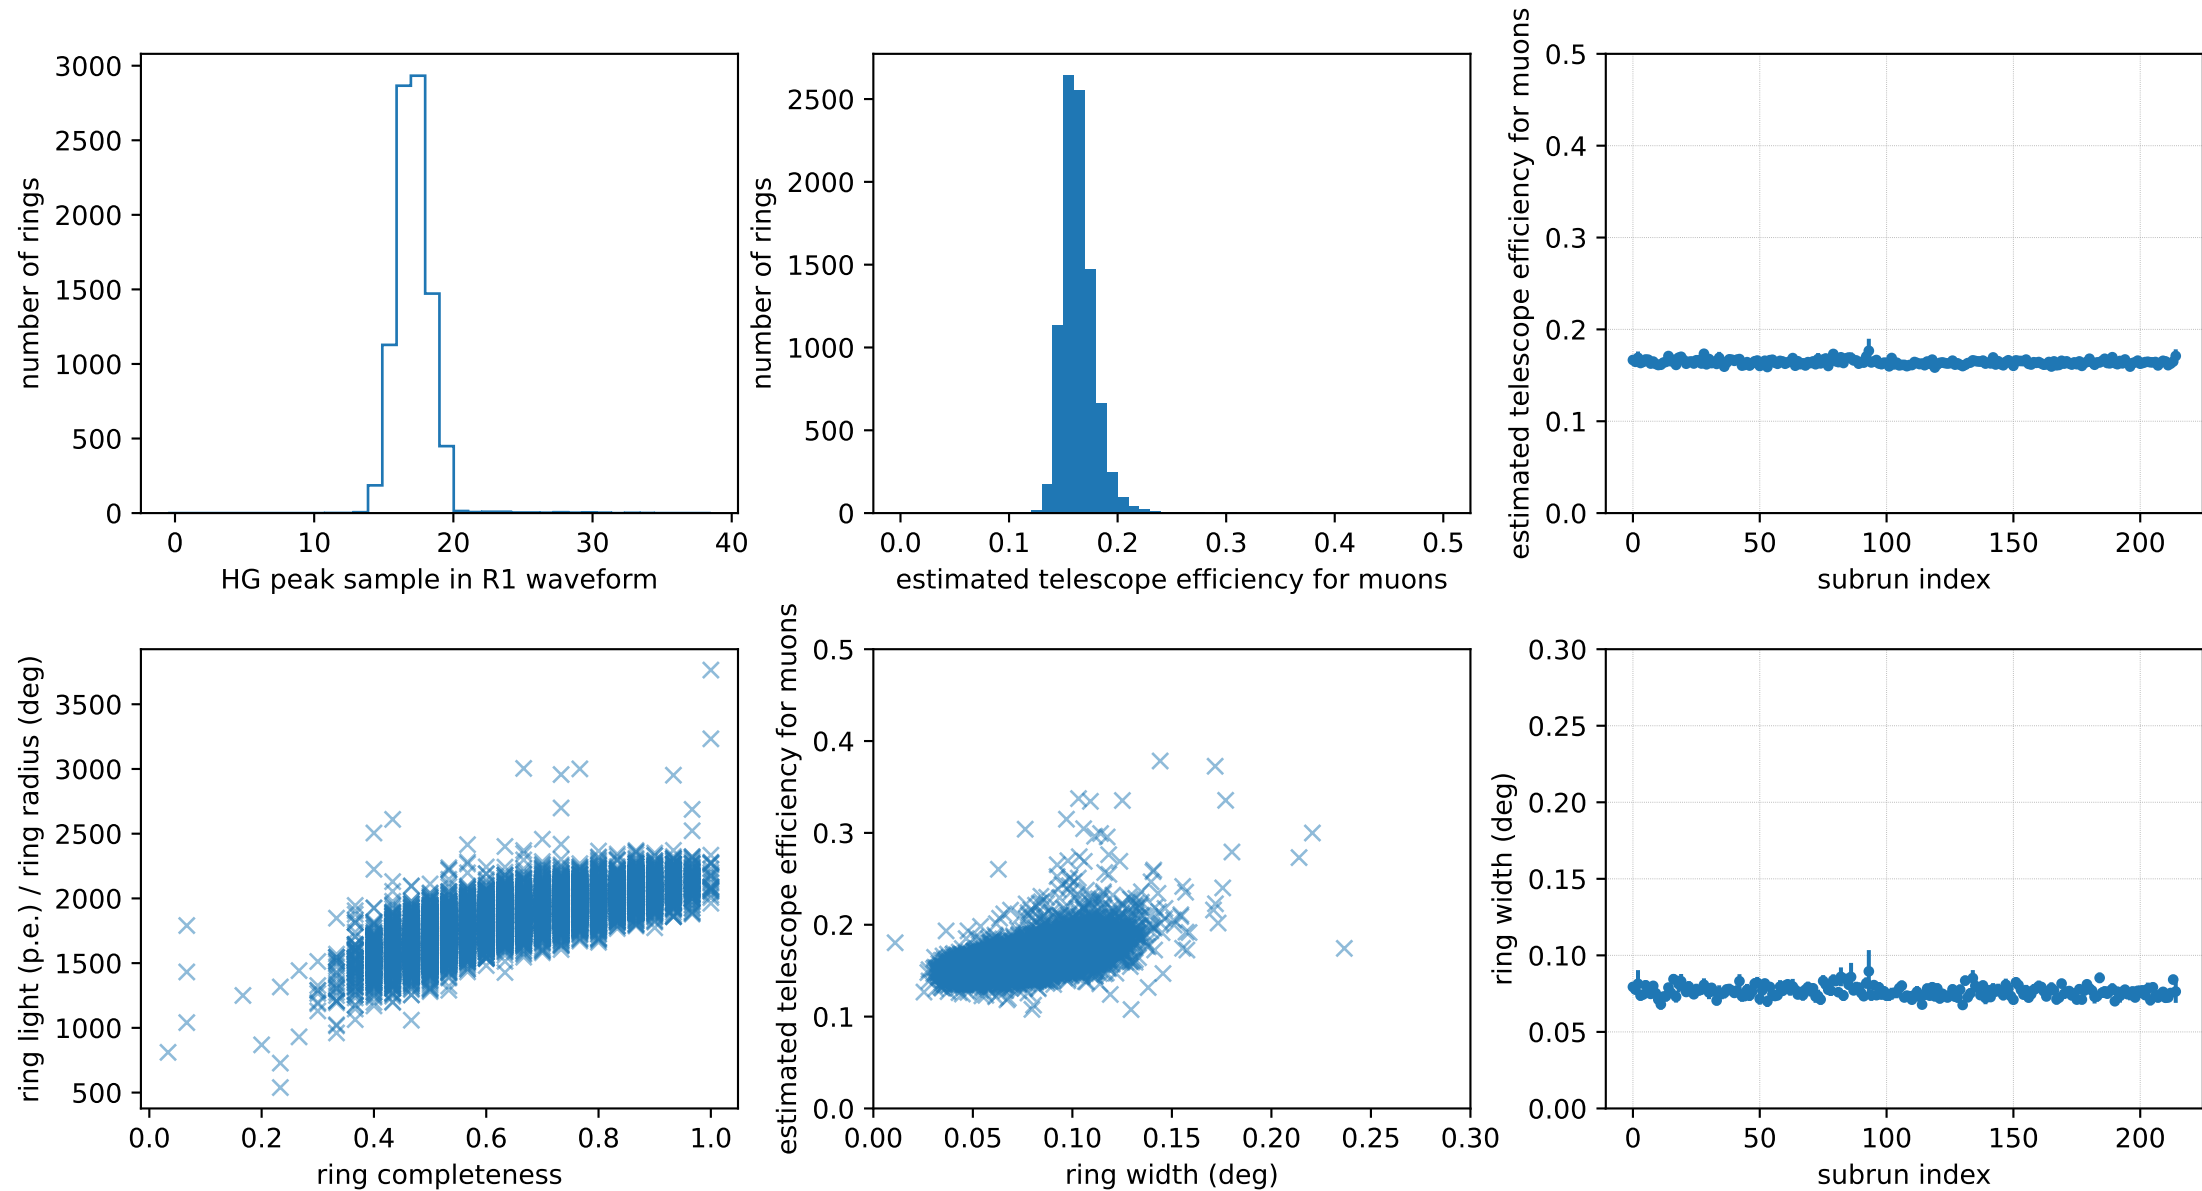 3000
2500
2000
1500
1000
500
0
number of rings
0 10 20 30 40
HG peak sample in R1 waveform
2500
2000
1500
1000
500
0
number of rings
0.0 0.1 0.2 0.3 0.4 0.5
estimated telescope efficiency for muons
0.5
0.4
0.3
0.2
0.1
0.0
estimated telescope efficiency for muons
0 50 100 150 200
subrun index
3500
3000
2500
2000
1500
1000
500
ring light (p.e.) / ring radius (deg)
0.0 0.2 0.4 0.6 0.8 1.0
ring completeness
0.5
0.4
0.3
0.2
0.1
0.0
estimated telescope efficiency for muons
0.00 0.05 0.10 0.15 0.20 0.25 0.30
ring width (deg)
0.30
0.25
0.20
0.15
0.10
0.05
0.00
ring width (deg)
0 50 100 150 200
subrun index